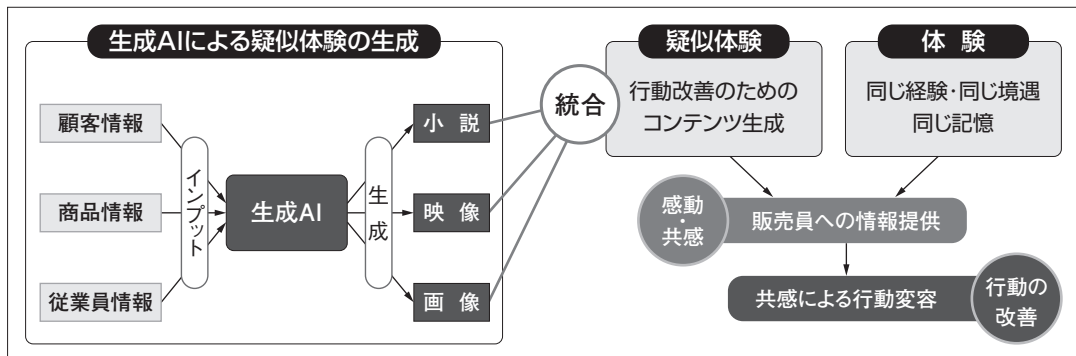 生成AIによる疑似体験の生成
顧客情報
商品情報
従業員情報
インプット
生成AI
生成
小説
映像
画像
統合
疑似体験
行動改善のための
コンテンツ生成
体験
同じ経験・同じ境遇
同じ記憶
感動
・
共感
販売員への情報提供
共感による行動変容
行動の
改善